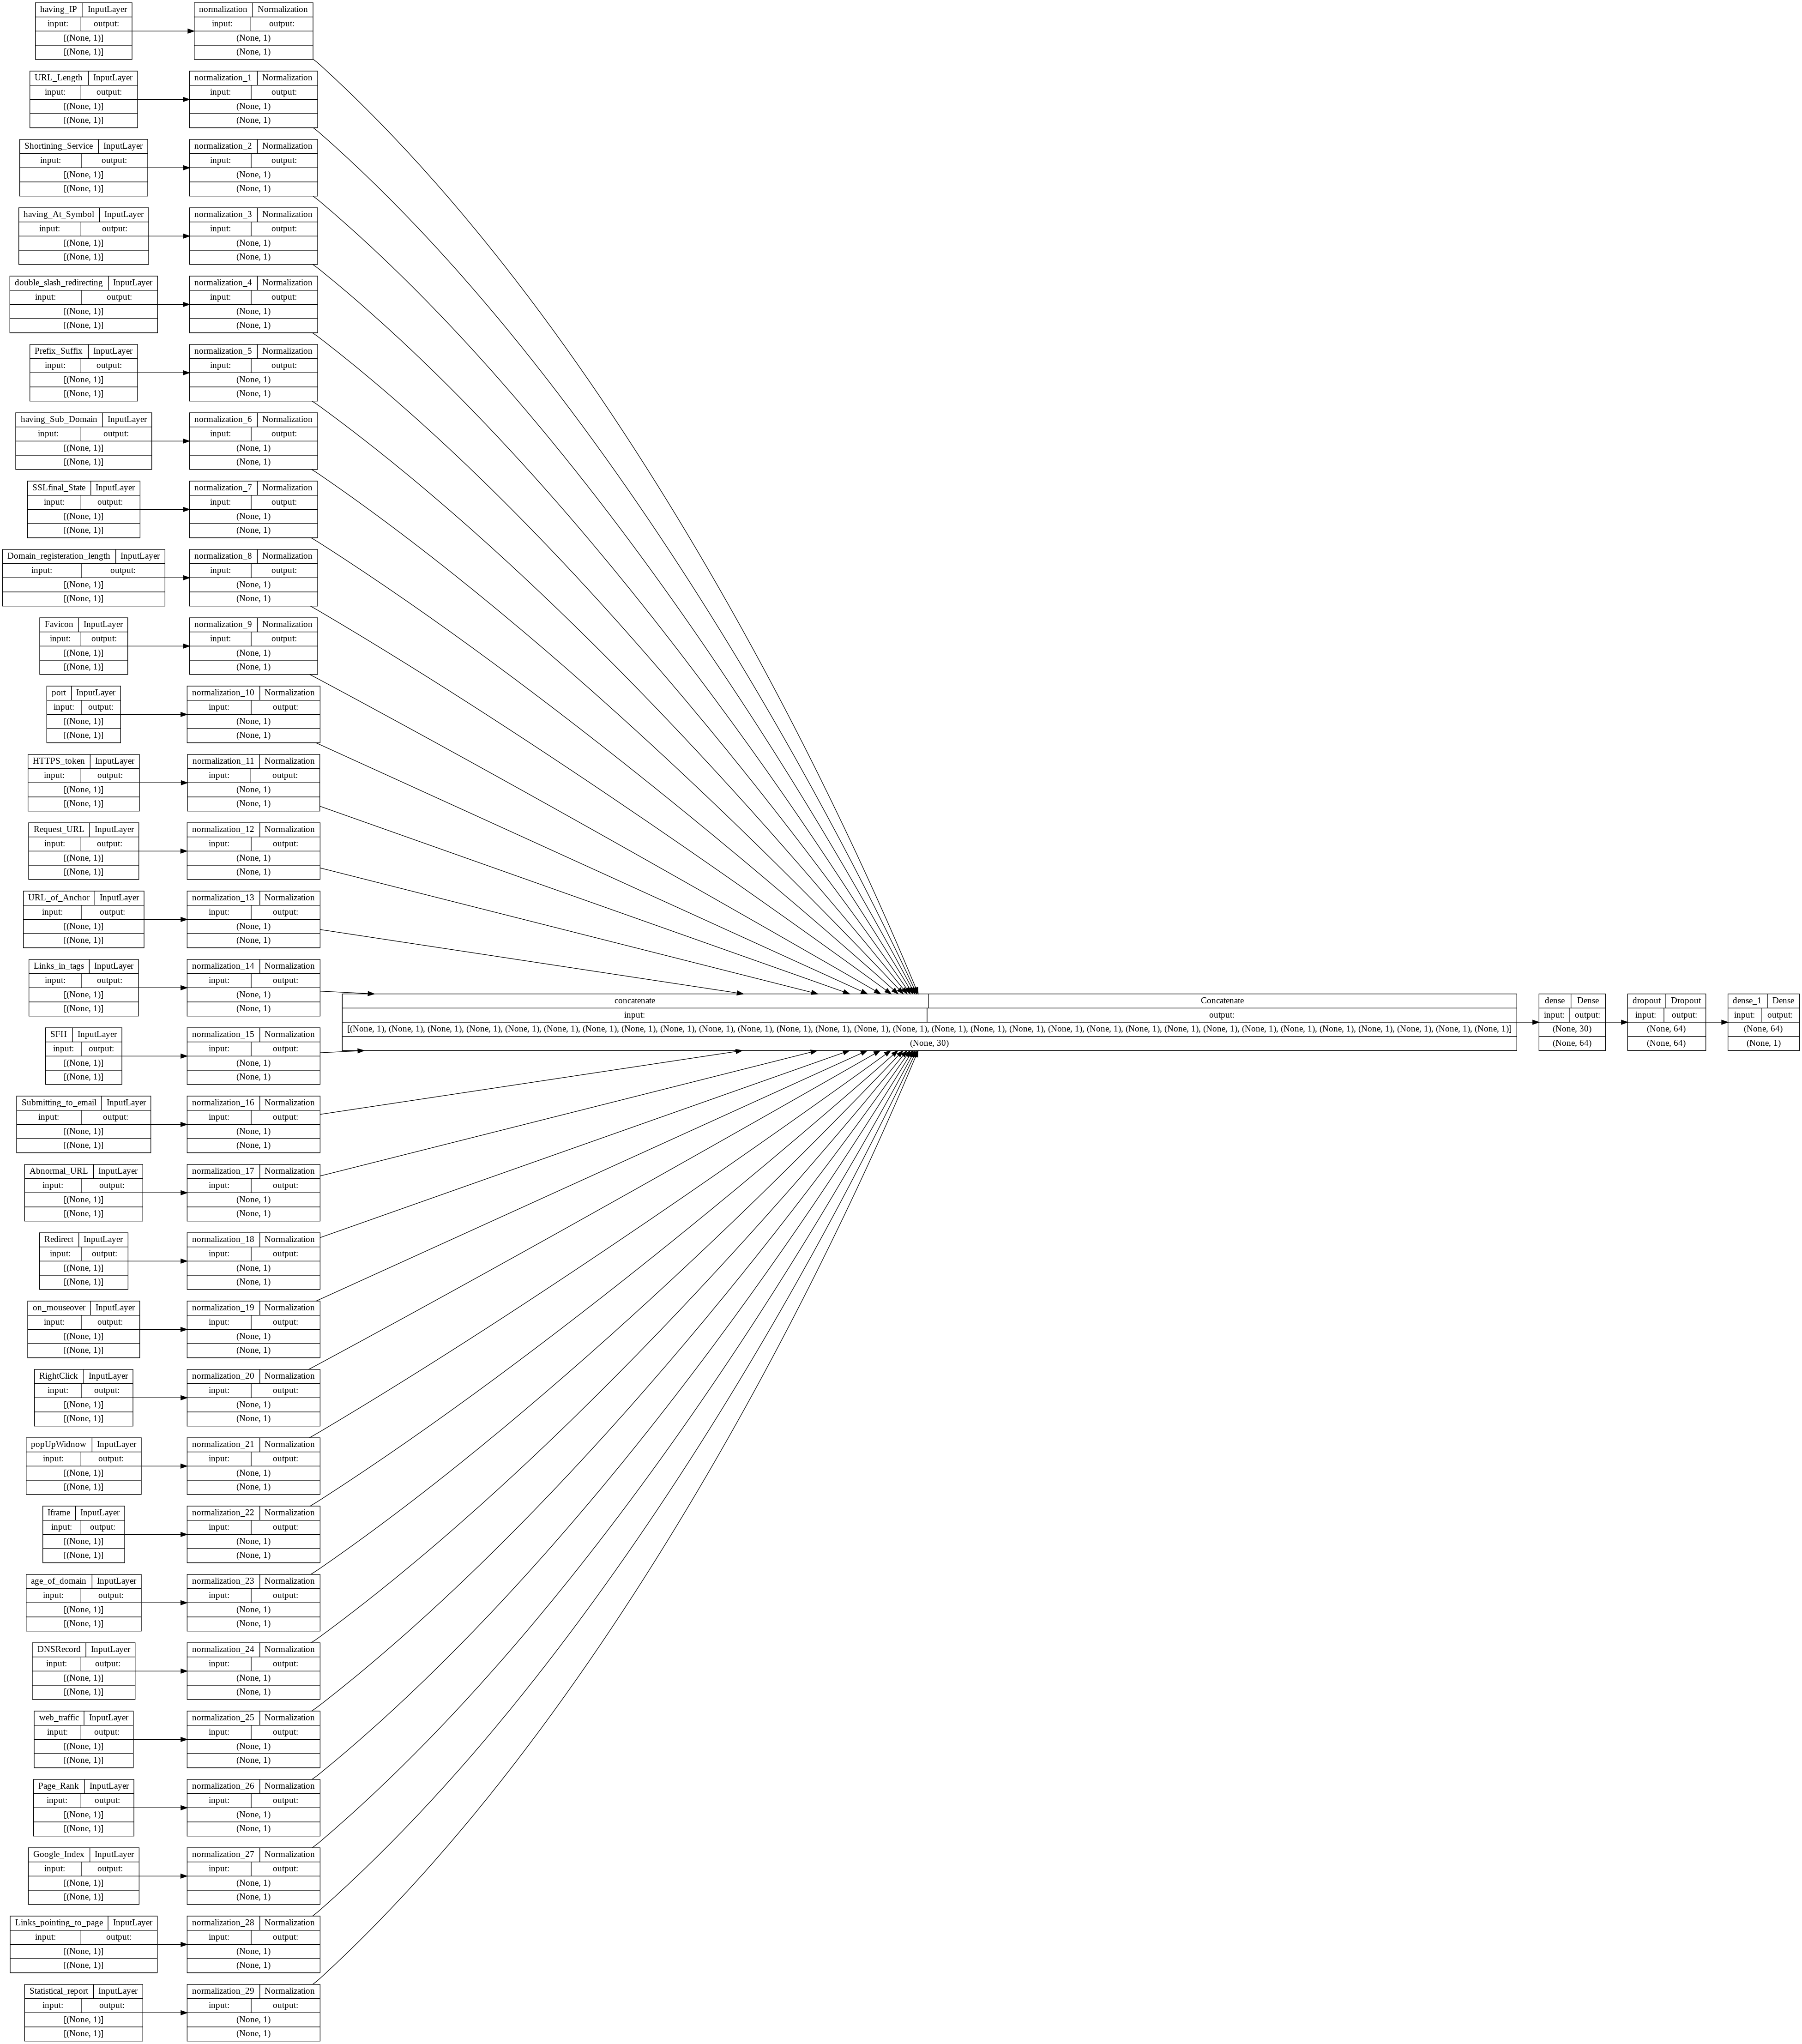 having_IP InputLayer normalization Normalization
input: output: input: output:
[(None, 1)] (None, 1)
[(None, 1)] (None, 1)
URL_Length InputLayer normalization_1 Normalization
input: output: input: output:
[(None, 1)] (None, 1)
[(None, 1)] (None, 1)
Shortining_Service InputLayer normalization_2 Normalization
input: output: input: output:
[(None, 1)] (None, 1)
[(None, 1)] (None, 1)
having_At_Symbol InputLayer normalization_3 Normalization
input: output: input: output:
[(None, 1)] (None, 1)
[(None, 1)] (None, 1)
double_slash_redirecting InputLayer normalization_4 Normalization
input: output: input: output:
[(None, 1)] (None, 1)
[(None, 1)] (None, 1)
Prefix_Suffix InputLayer normalization_5 Normalization
input: output: input: output:
[(None, 1)] (None, 1)
[(None, 1)] (None, 1)
having_Sub_Domain InputLayer normalization_6 Normalization
input: output: input: output:
[(None, 1)] (None, 1)
[(None, 1)] (None, 1)
SSLfinal_State InputLayer normalization_7 Normalization
input: output: input: output:
[(None, 1)] (None, 1)
[(None, 1)] (None, 1)
Domain_registeration_length InputLayer normalization_8 Normalization
input: output: input: output:
[(None, 1)] (None, 1)
[(None, 1)] (None, 1)
Favicon InputLayer normalization_9 Normalization
input: output: input: output:
[(None, 1)] (None, 1)
[(None, 1)] (None, 1)
port InputLayer normalization_10 Normalization
input: output: input: output:
[(None, 1)] (None, 1)
[(None, 1)] (None, 1)
HTTPS_token InputLayer normalization_11 Normalization
input: output: input: output:
[(None, 1)] (None, 1)
[(None, 1)] (None, 1)
Request_URL InputLayer normalization_12 Normalization
input: output: input: output:
[(None, 1)] (None, 1)
[(None, 1)] (None, 1)
URL_of_Anchor InputLayer normalization_13 Normalization
input: output: input: output:
[(None, 1)] (None, 1)
[(None, 1)] (None, 1)
Links_in_tags InputLayer normalization_14 Normalization
input: output: input: output:
[(None, 1)] (None, 1)
[(None, 1)] (None, 1)
SFH InputLayer normalization_15 Normalization
input: output: input: output:
[(None, 1)] (None, 1)
[(None, 1)] (None, 1)
Submitting_to_email InputLayer normalization_16 Normalization
input: output: input: output:
[(None, 1)] (None, 1)
[(None, 1)] (None, 1)
Abnormal_URL InputLayer normalization_17 Normalization
input: output: input: output:
[(None, 1)] (None, 1)
[(None, 1)] (None, 1)
Redirect InputLayer normalization_18 Normalization
input: output: input: output:
[(None, 1)] (None, 1)
[(None, 1)] (None, 1)
on_mouseover InputLayer normalization_19 Normalization
input: output: input: output:
[(None, 1)] (None, 1)
[(None, 1)] (None, 1)
RightClick InputLayer normalization_20 Normalization
input: output: input: output:
[(None, 1)] (None, 1)
[(None, 1)] (None, 1)
popUpWidnow InputLayer normalization_21 Normalization
input: output: input: output:
[(None, 1)] (None, 1)
[(None, 1)] (None, 1)
Iframe InputLayer normalization_22 Normalization
input: output: input: output:
[(None, 1)] (None, 1)
[(None, 1)] (None, 1)
age_of_domain InputLayer normalization_23 Normalization
input: output: input: output:
[(None, 1)] (None, 1)
[(None, 1)] (None, 1)
DNSRecord InputLayer normalization_24 Normalization
input: output: input: output:
[(None, 1)] (None, 1)
[(None, 1)] (None, 1)
web_traffic InputLayer normalization_25 Normalization
input: output: input: output:
[(None, 1)] (None, 1)
[(None, 1)] (None, 1)
Page_Rank InputLayer normalization_26 Normalization
input: output: input: output:
[(None, 1)] (None, 1)
[(None, 1)] (None, 1)
Google_Index InputLayer normalization_27 Normalization
input: output: input: output:
[(None, 1)] (None, 1)
[(None, 1)] (None, 1)
Links_pointing_to_page InputLayer normalization_28 Normalization
input: output: input: output:
[(None, 1)] (None, 1)
[(None, 1)] (None, 1)
Statistical_report InputLayer normalization_29 Normalization
input: output: input: output:
[(None, 1)] (None, 1)
[(None, 1)] (None, 1)
concatenate Concatenate
input: output:
[(None, 1), (None, 1), (None, 1), (None, 1), (None, 1), (None, 1), (None, 1), (None, 1), (None, 1), (None, 1), (None, 1), (None, 1), (None, 1), (None, 1), (None, 1), (None, 1), (None, 1), (None, 1), (None, 1), (None, 1), (None, 1), (None, 1), (None, 1), (None, 1), (None, 1), (None, 1), (None, 1), (None, 1), (None, 1), (None, 1)]
(None, 30)
dense Dense
input: output:
(None, 30)
(None, 64)
dropout Dropout
input: output:
(None, 64)
(None, 64)
dense_1 Dense
input: output:
(None, 64)
(None, 1)